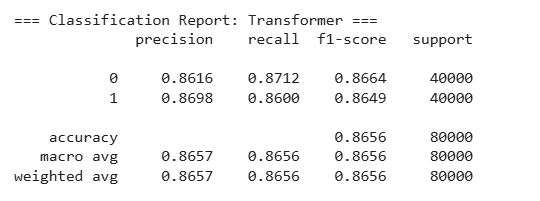 === Classification Report: Transformer ===
precision recall f1-score support
0 0.8616 0.8712 0.8664 40000
1 0.8698 0.8600 0.8649 40000
accuracy 0.8656 80000
macro avg 0.8657 0.8656 0.8656 80000
weighted avg 0.8657 0.8656 0.8656 80000